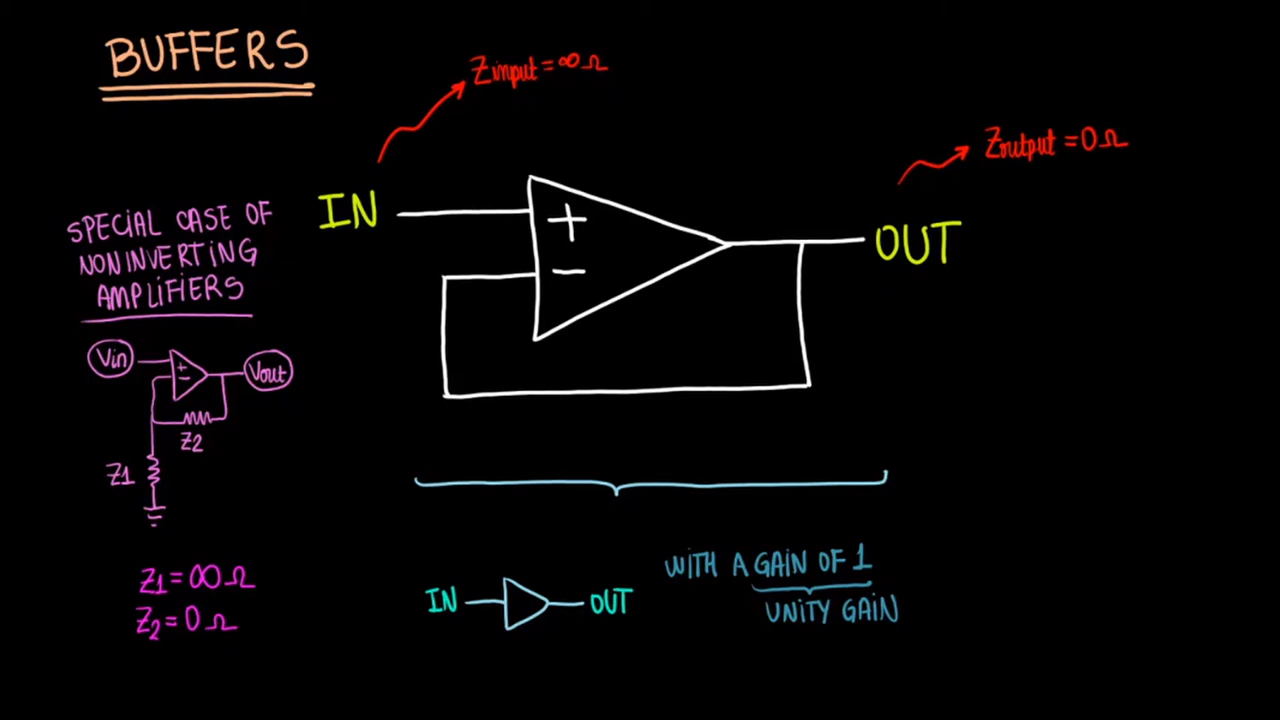 BUFFERS
Zinput = ∞ Ω
Zoutput = 0 Ω
IN
+
−
OUT
SPECIAL CASE OF
NONINVERTING
AMPLIFIERS
Vin
+
−
Vout
Z2
Z1
Z1 = ∞ Ω
Z2 = 0 Ω
IN
OUT
WITH A GAIN OF 1
UNITY GAIN